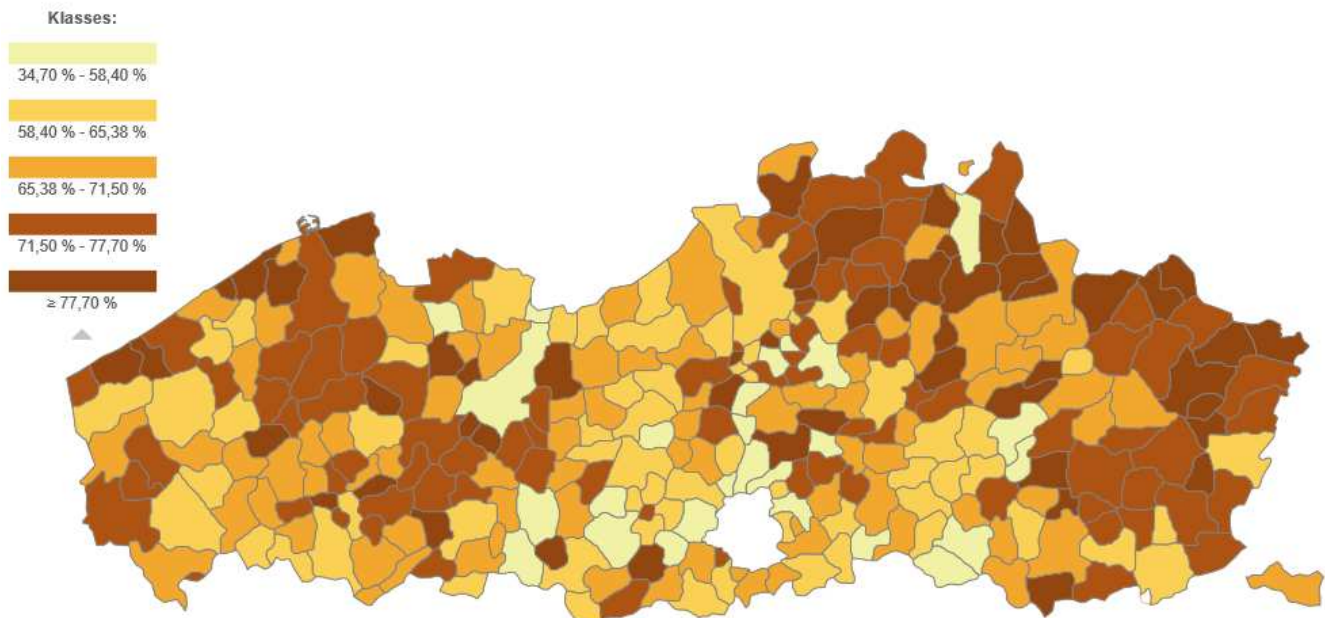 Klasses:
34,70 % - 58,40 %
58,40 % - 65,38 %
65,38 % - 71,50 %
71,50 % - 77,70 %
≥ 77,70 %